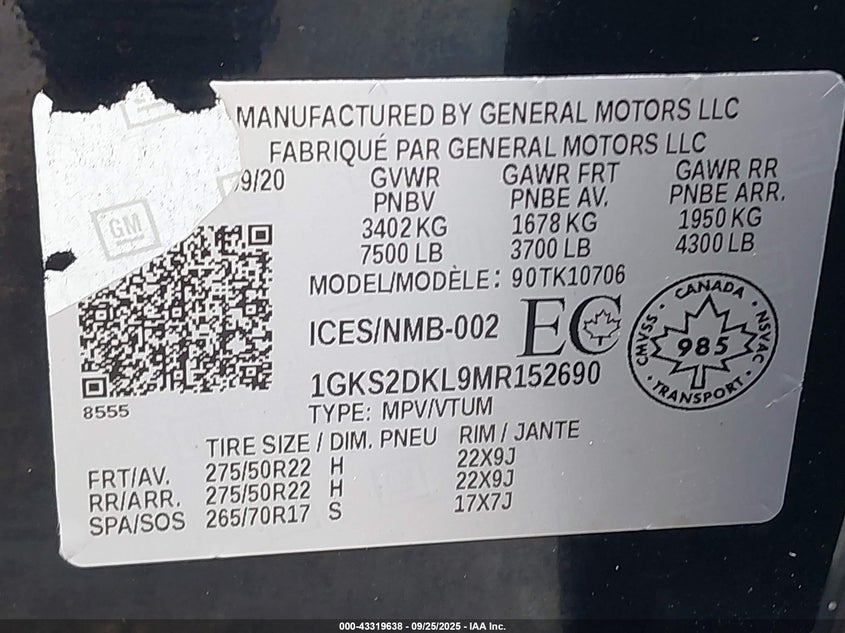 MANUFACTURED BY GENERAL MOTORS LLC
FABRIQUÉ PAR GENERAL MOTORS LLC
9/20 GVWR GAWR FRT GAWR RR
PNBV PNBE AV. PNBE ARR.
3402 KG 1678 KG 1950 KG
7500 LB 3700 LB 4300 LB
GM
MODEL/MODÈLE: 90TK10706
ICES/NMB-002 EC
CANADA
CMVSS 985 NSVAC
TRANSPORT
1GKS2DKL9MR152690
8555 TYPE: MPV/VTUM
TIRE SIZE / DIM. PNEU RIM / JANTE
FRT/AV. 275/50R22 H 22X9J
RR/ARR. 275/50R22 H 22X9J
SPA/SOS 265/70R17 S 17X7J
000-43319638 - 09/25/2025 - IAA Inc.